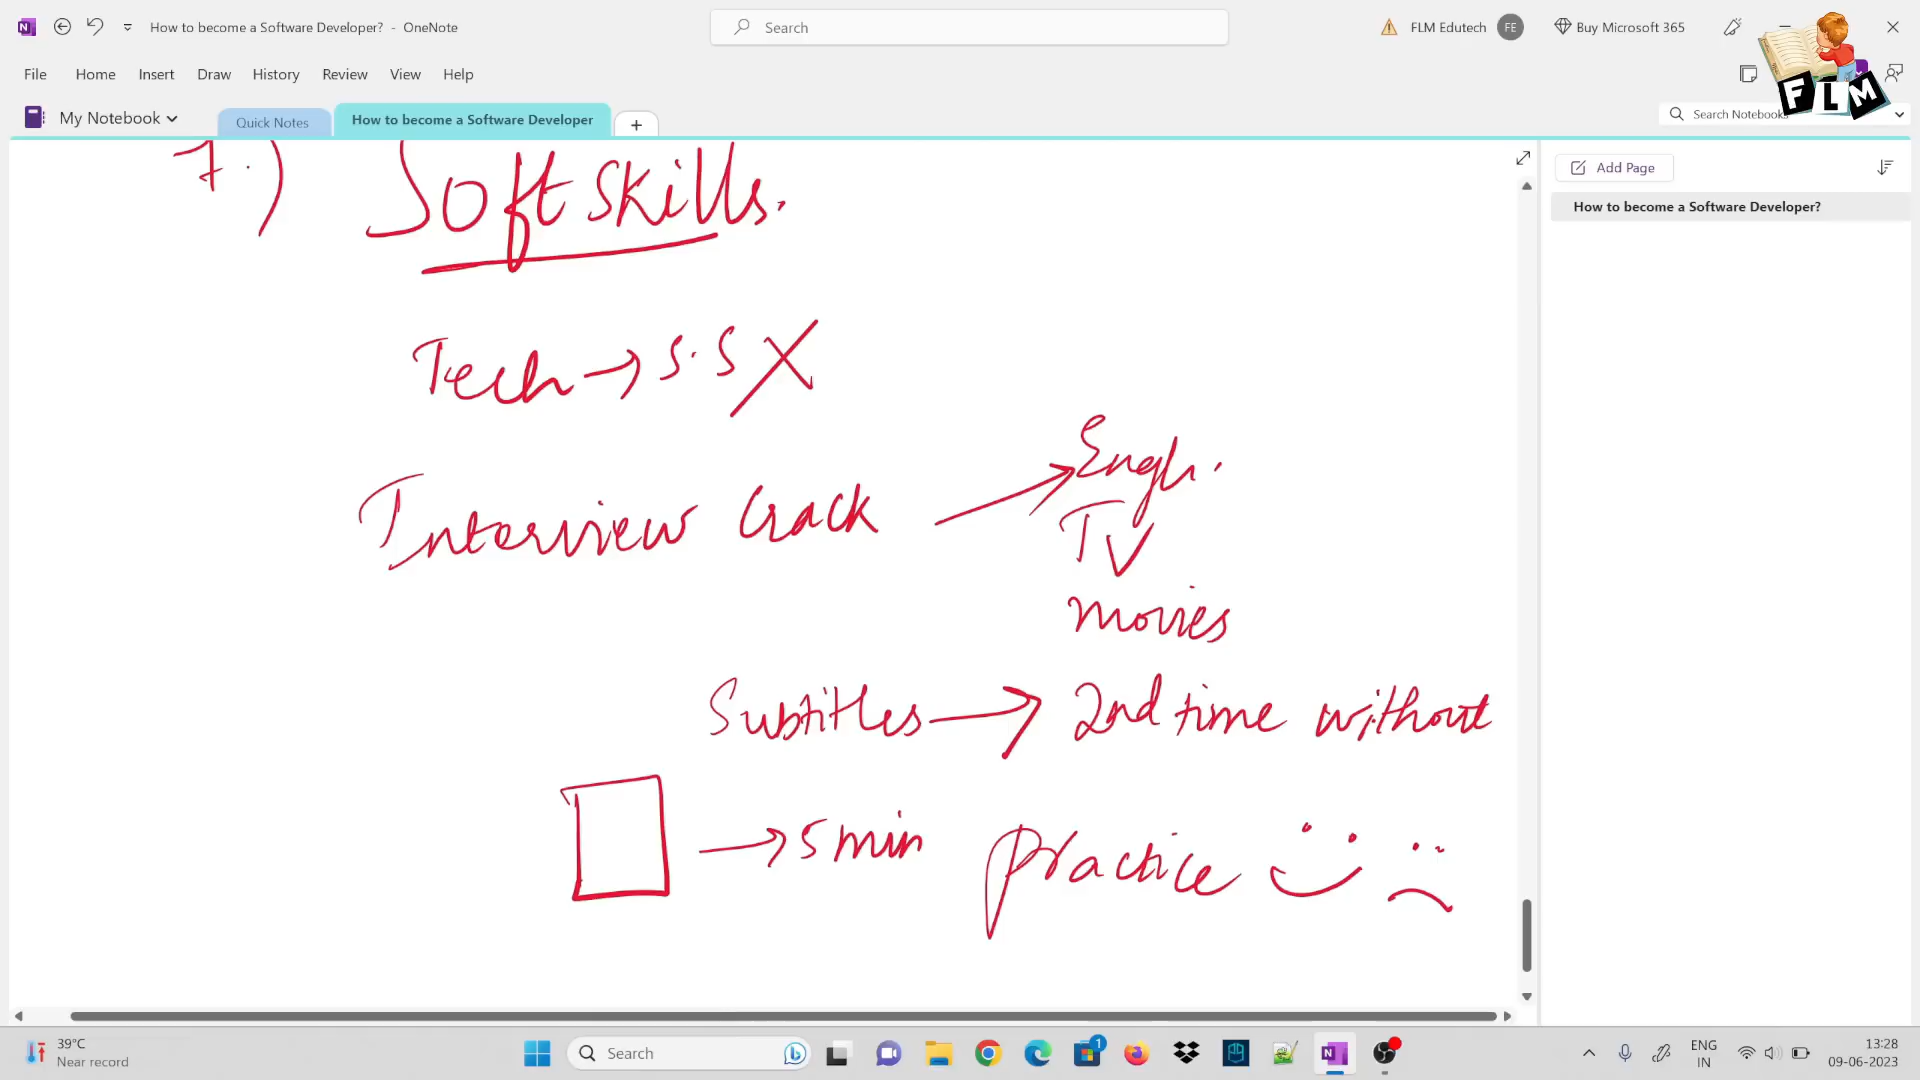 How to become a Software Developer? - OneNote
Search
FLM Edutech FE
Buy Microsoft 365
File Home Insert Draw History Review View Help
FLM
My Notebook
Quick Notes
How to become a Software Developer
+
Search Notebooks
Add Page
How to become a Software Developer?
7.) Soft skills.
Tech → S.S X
Interview Crack → Engl.
TV
Movies
Subtitles → 2nd time without
→ 5 min Practice
39°C
Near record
Search
1
ENG
IN
13:28
09-06-2023